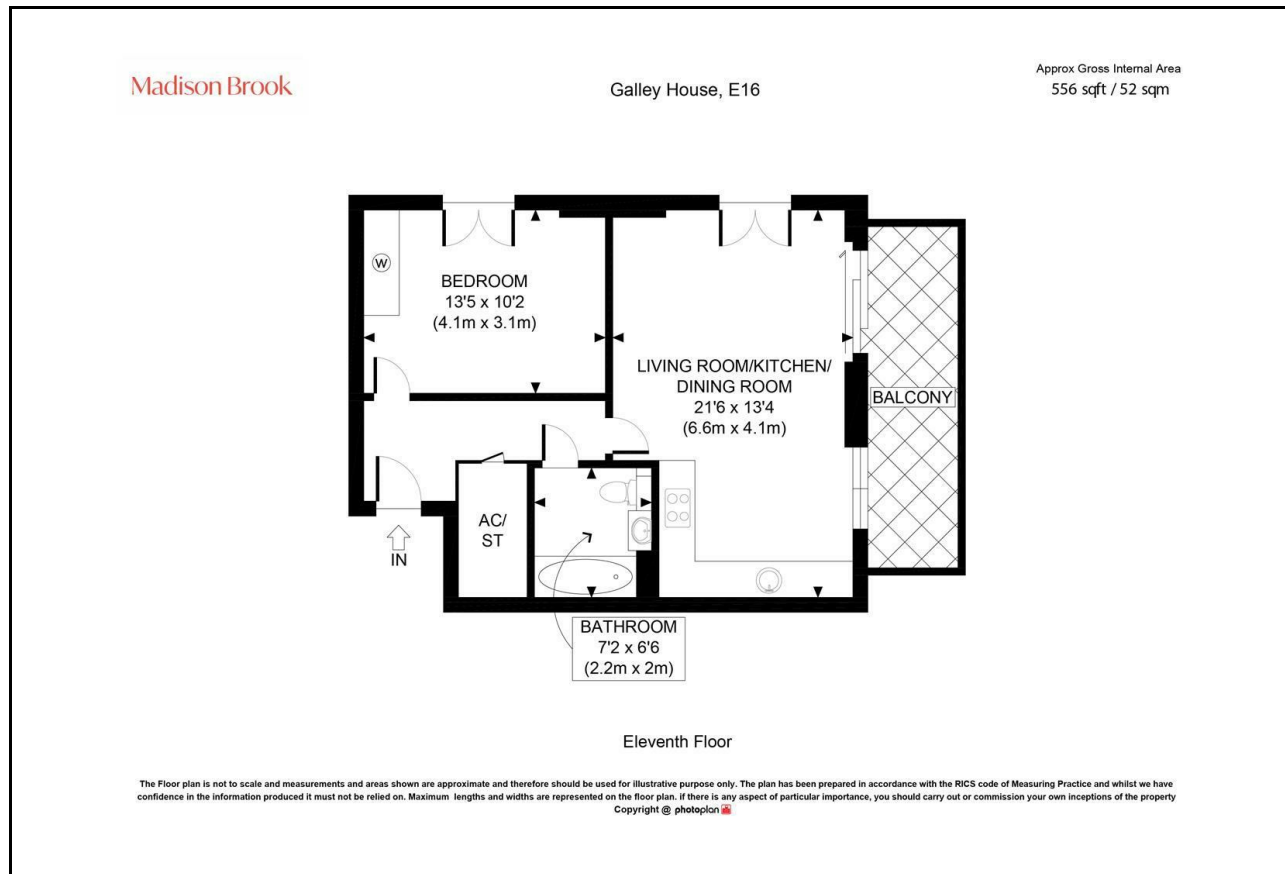 Madison Brook
Galley House, E16
Approx Gross Internal Area
556 sqft / 52 sqm
W
BEDROOM
13'5 x 10'2
(4.1m x 3.1m)
LIVING ROOM/KITCHEN/
DINING ROOM
21'6 x 13'4
(6.6m x 4.1m)
BALCONY
AC/
ST
IN
BATHROOM
7'2 x 6'6
(2.2m x 2m)
Eleventh Floor
The Floor plan is not to scale and measurements and areas shown are approximate and therefore should be used for illustrative purpose only. The plan has been prepared in accordance with the RICS code of Measuring Practice and whilst we have
confidence in the information produced it must not be relied on. Maximum lengths and widths are represented on the floor plan. if there is any aspect of particular importance, you should carry out or commission your own inceptions of the property
Copyright @ photoplan